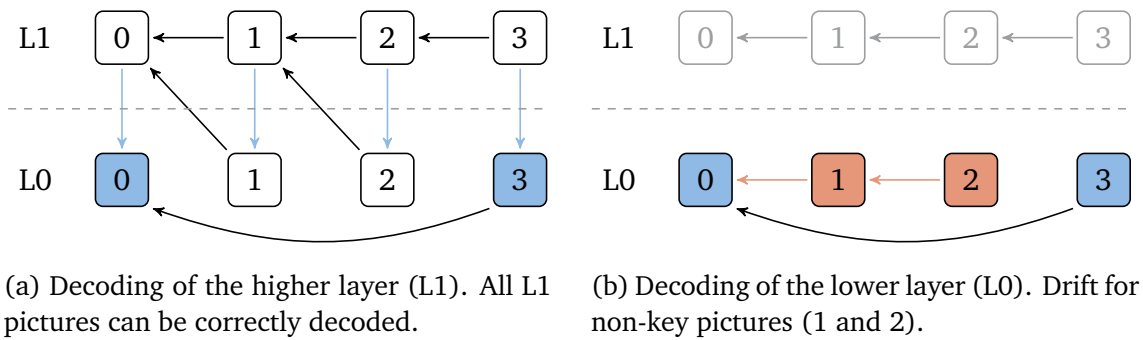 L1 0 1 2 3
L0 0 1 2 3
(a) Decoding of the higher layer (L1). All L1
pictures can be correctly decoded.
L1 0 1 2 3
L0 0 1 2 3
(b) Decoding of the lower layer (L0). Drift for
non-key pictures (1 and 2).